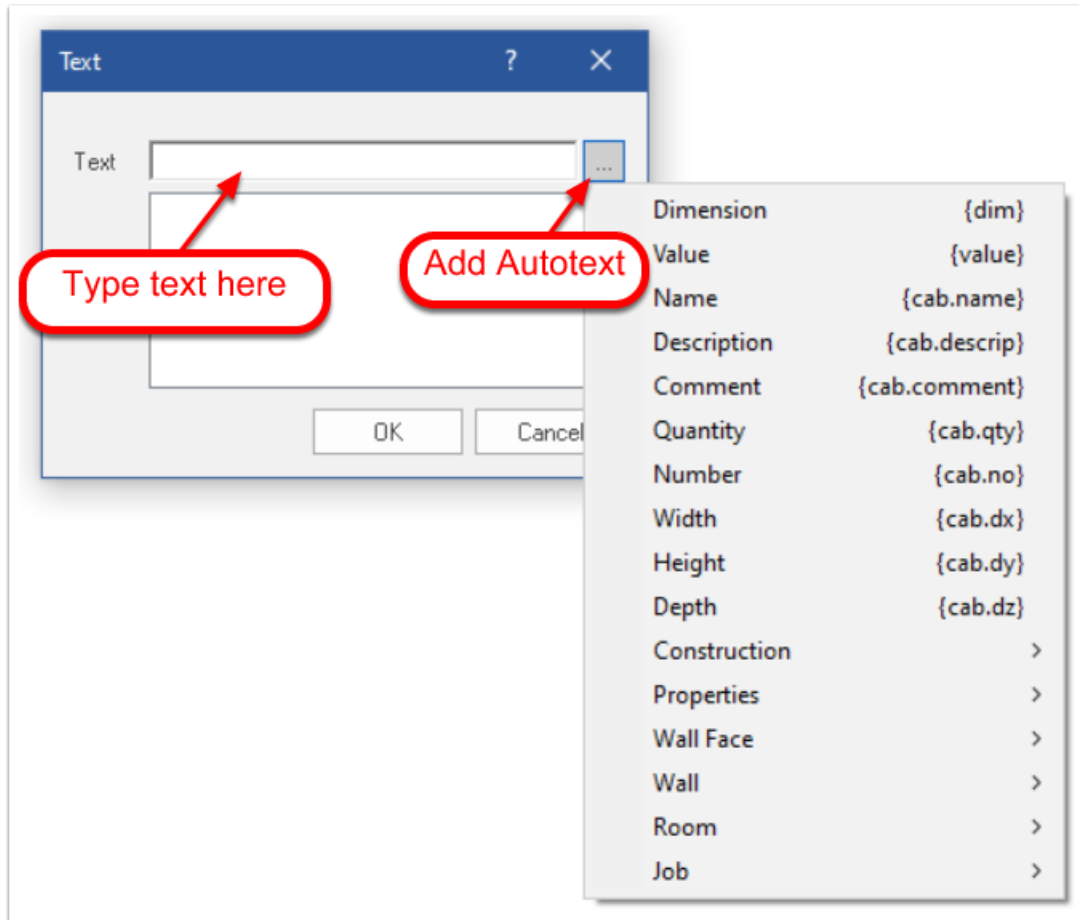 Text ? ×
Text ...
Type text here
Add Autotext
OK Cancel
Dimension {dim}
Value {value}
Name {cab.name}
Description {cab.descrip}
Comment {cab.comment}
Quantity {cab.qty}
Number {cab.no}
Width {cab.dx}
Height {cab.dy}
Depth {cab.dz}
Construction >
Properties >
Wall Face >
Wall >
Room >
Job >